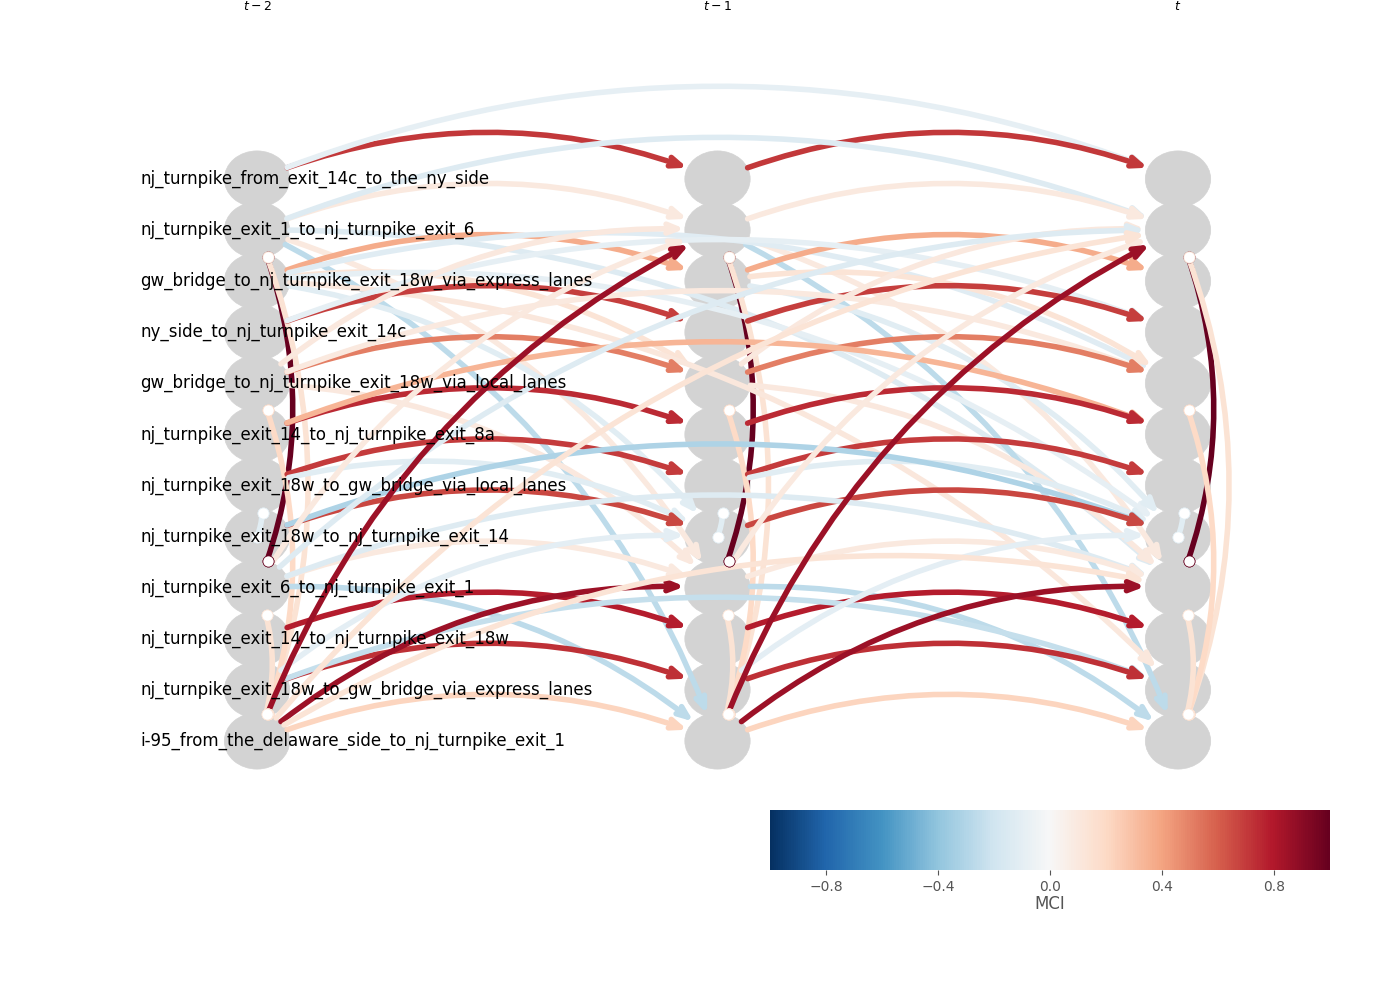 t − 2 t − 1 t
nj_turnpike_from_exit_14c_to_the_ny_side
nj_turnpike_exit_1_to_nj_turnpike_exit_6
gw_bridge_to_nj_turnpike_exit_18w_via_express_lanes
ny_side_to_nj_turnpike_exit_14c
gw_bridge_to_nj_turnpike_exit_18w_via_local_lanes
nj_turnpike_exit_14_to_nj_turnpike_exit_8a
nj_turnpike_exit_18w_to_gw_bridge_via_local_lanes
nj_turnpike_exit_18w_to_nj_turnpike_exit_14
nj_turnpike_exit_6_to_nj_turnpike_exit_1
nj_turnpike_exit_14_to_nj_turnpike_exit_18w
nj_turnpike_exit_18w_to_gw_bridge_via_express_lanes
i-95_from_the_delaware_side_to_nj_turnpike_exit_1
−0.8 −0.4 0.0 0.4 0.8
MCI